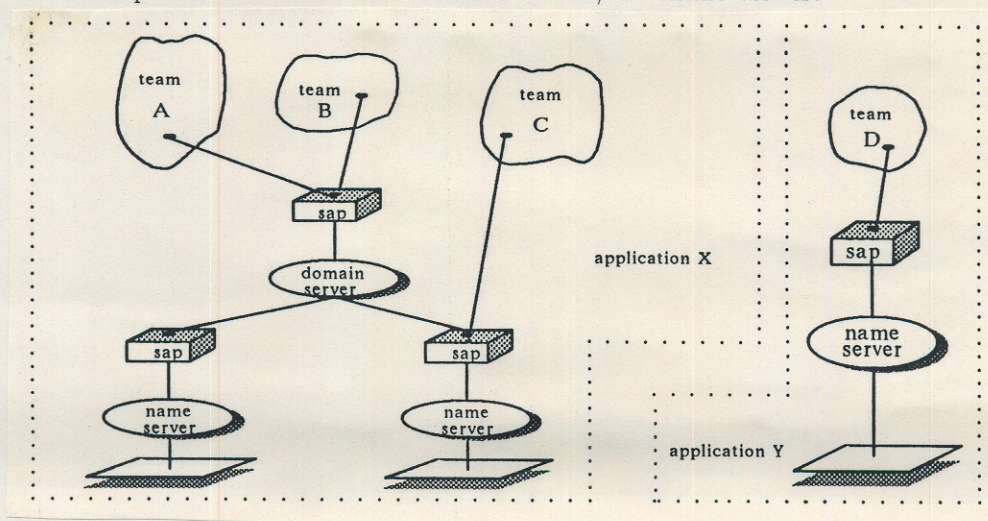 team
A
team
B
team
C
team
D
sap
sap
domain
server
application X
name
server
sap
sap
name
server
name
server
application Y